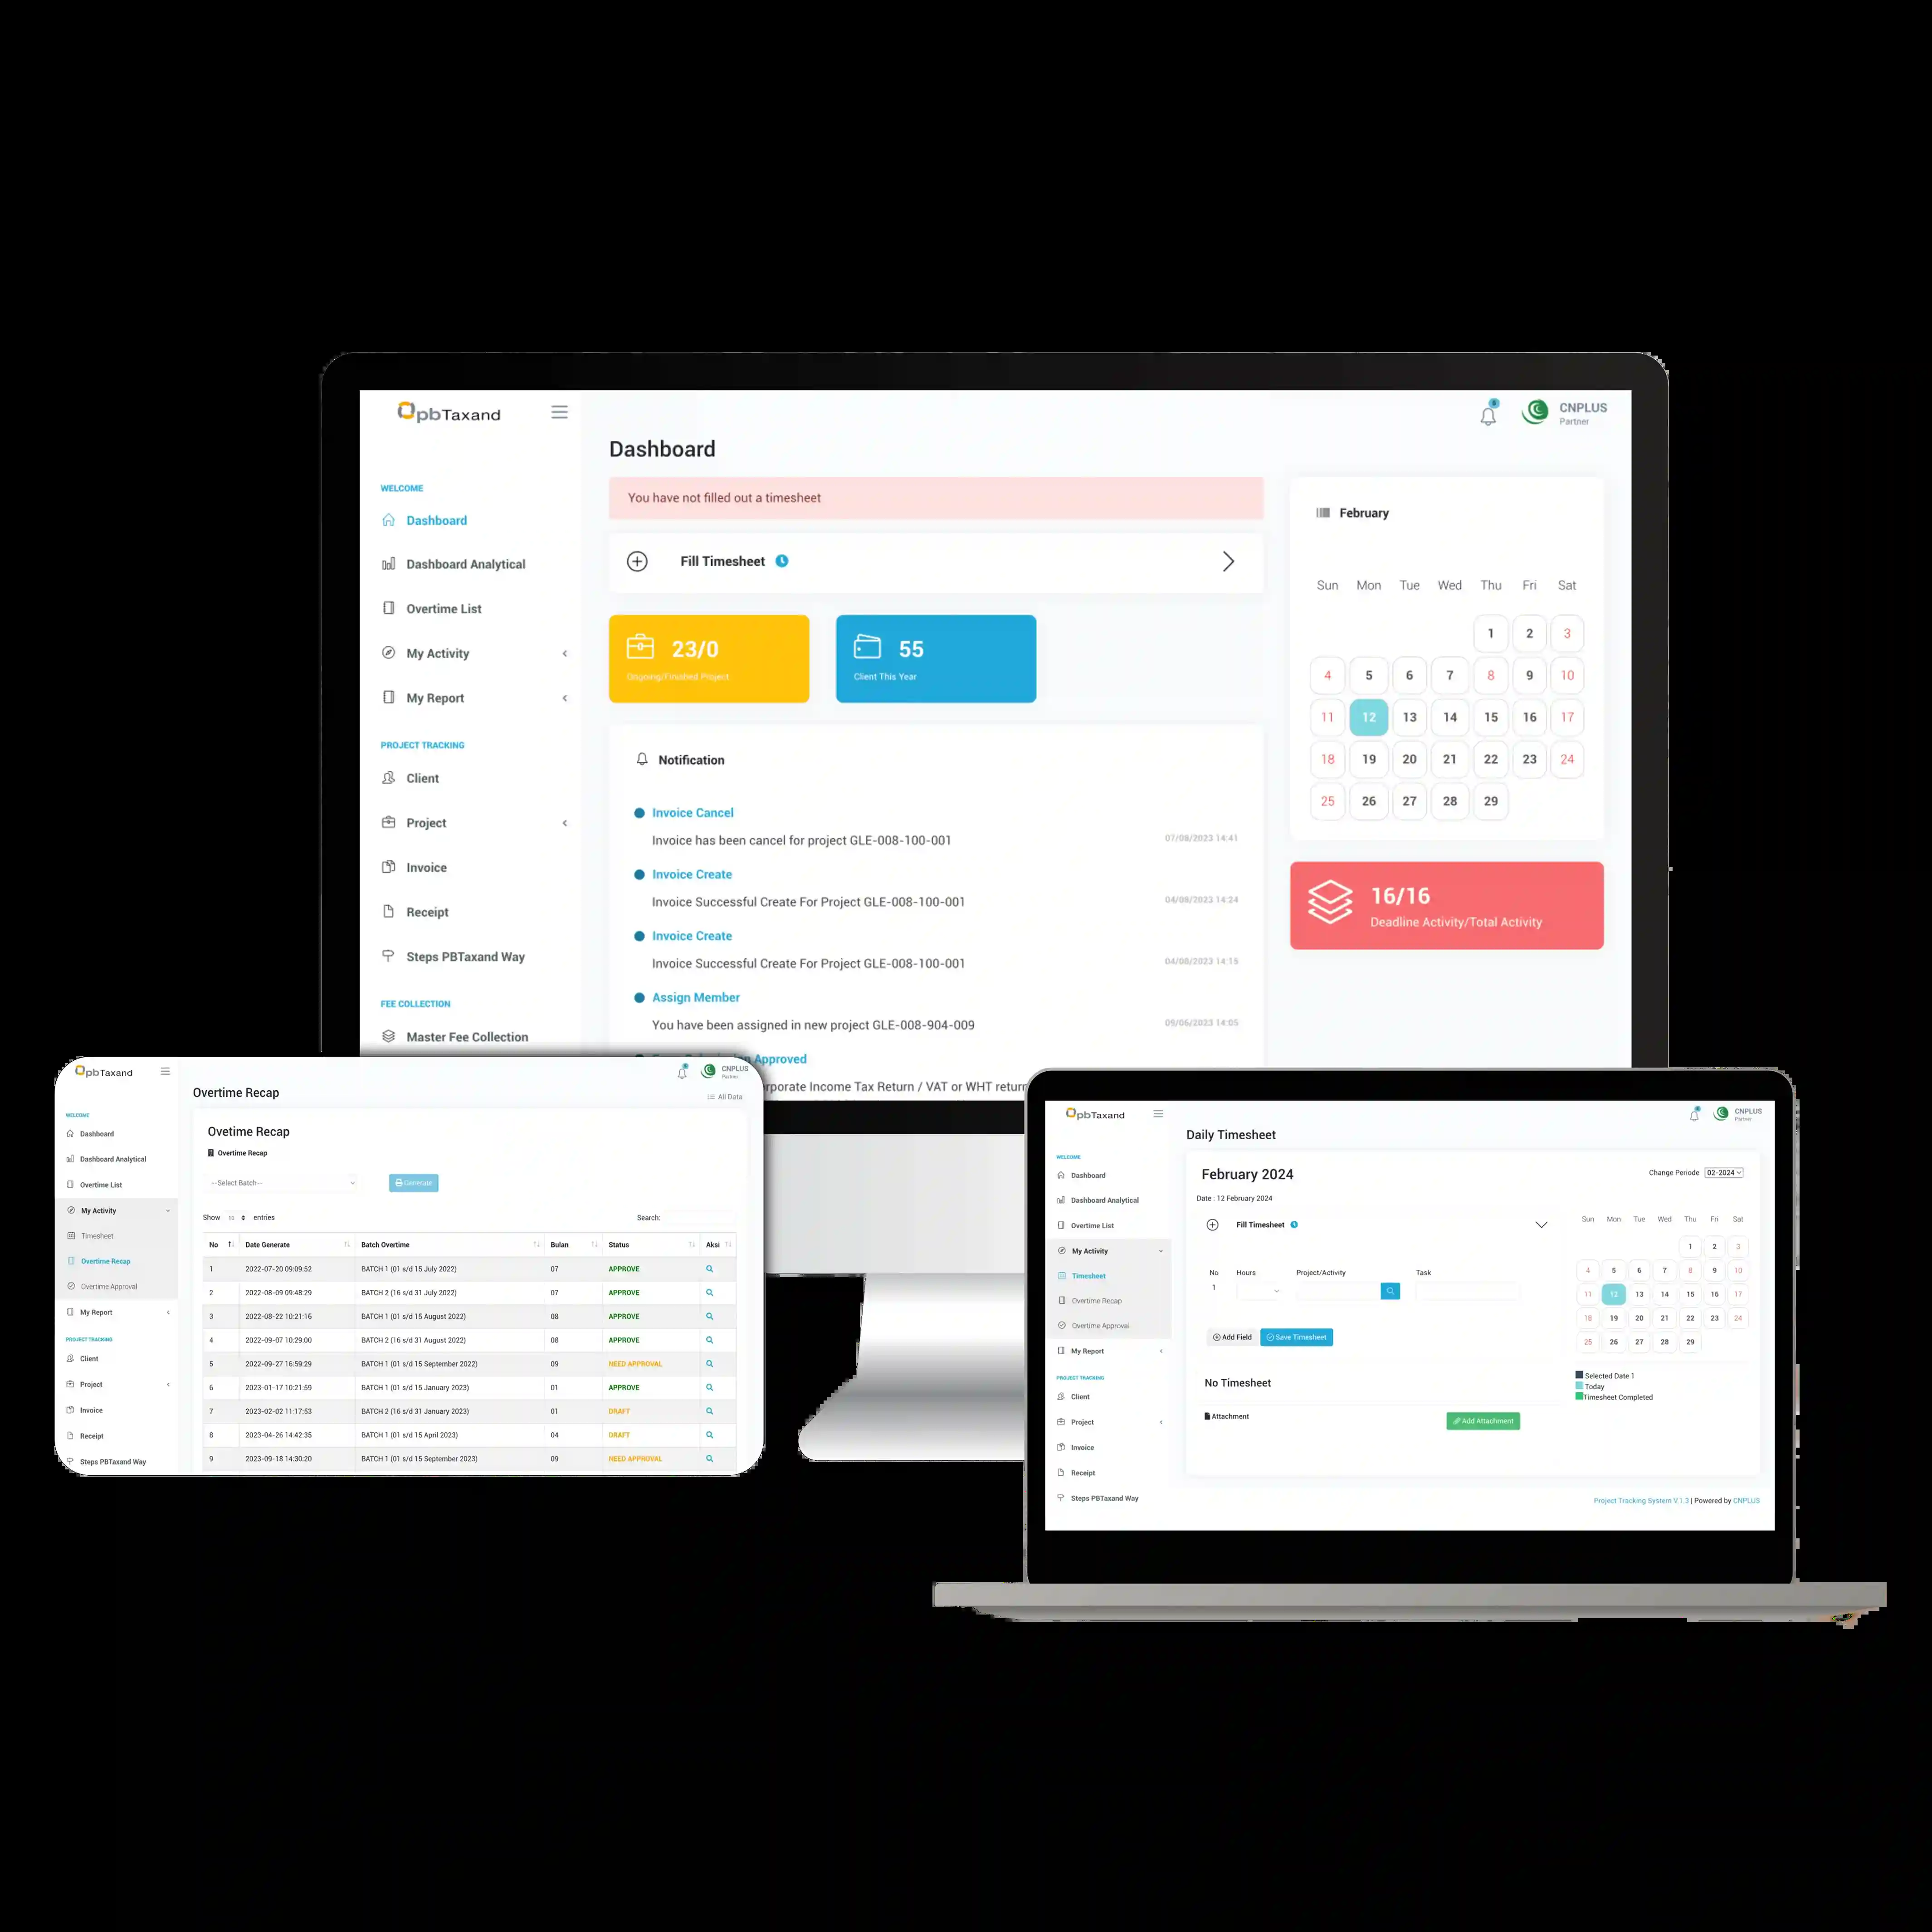 pbTaxand
WELCOME
Dashboard
Dashboard Analytical
Overtime List
My Activity
My Report
PROJECT TRACKING
Client
Project
Invoice
Receipt
Steps PBTaxand Way
FEE COLLECTION
Master Fee Collection
8
CNPLUS
Partner
Dashboard
You have not filled out a timesheet
Fill Timesheet
23/0
Ongoing/Finished Project
55
Client This Year
Notification
Invoice Cancel
Invoice has been cancel for project GLE-008-100-001 07/08/2023 14:41
Invoice Create
Invoice Successful Create For Project GLE-008-100-001 04/08/2023 14:24
Invoice Create
Invoice Successful Create For Project GLE-008-100-001 04/08/2023 14:15
Assign Member
You have been assigned in new project GLE-008-904-009 09/06/2023 14:05
Approved
rporate Income Tax Return / VAT or WHT return
February
Sun Mon Tue Wed Thu Fri Sat
1 2 3
4 5 6 7 8 9 10
11 12 13 14 15 16 17
18 19 20 21 22 23 24
25 26 27 28 29
16/16
Deadline Activity/Total Activity
pbTaxand
WELCOME
Dashboard
Dashboard Analytical
Overtime List
My Activity
Timesheet
Overtime Recap
Overtime Approval
My Report
PROJECT TRACKING
Client
Project
Invoice
Receipt
Steps PBTaxand Way
CNPLUS
Partner
Overtime Recap
All Data
Ovetime Recap
Overtime Recap
--Select Batch--
Generate
Show 10 entries
Search:
No Date Generate Batch Overtime Bulan Status Aksi
1 2022-07-20 09:09:52 BATCH 1 (01 s/d 15 July 2022) 07 APPROVE
2 2022-08-09 09:48:29 BATCH 2 (16 s/d 31 July 2022) 07 APPROVE
3 2022-08-22 10:21:16 BATCH 1 (01 s/d 15 August 2022) 08 APPROVE
4 2022-09-07 10:29:00 BATCH 2 (16 s/d 31 August 2022) 08 APPROVE
5 2022-09-27 16:59:29 BATCH 1 (01 s/d 15 September 2022) 09 NEED APPROVAL
6 2023-01-17 10:21:59 BATCH 1 (01 s/d 15 January 2023) 01 APPROVE
7 2023-02-02 11:17:53 BATCH 2 (16 s/d 31 January 2023) 01 DRAFT
8 2023-04-26 14:42:35 BATCH 1 (01 s/d 15 April 2023) 04 DRAFT
9 2023-09-18 14:30:20 BATCH 1 (01 s/d 15 September 2023) 09 NEED APPROVAL
pbTaxand
WELCOME
Dashboard
Dashboard Analytical
Overtime List
My Activity
Timesheet
Overtime Recap
Overtime Approval
My Report
PROJECT TRACKING
Client
Project
Invoice
Receipt
Steps PBTaxand Way
CNPLUS
Partner
Daily Timesheet
February 2024
Change Periode 02-2024
Date : 12 February 2024
Fill Timesheet
No Hours Project/Activity Task
1
Add Field Save Timesheet
No Timesheet
Attachment
Add Attachment
Sun Mon Tue Wed Thu Fri Sat
1 2 3
4 5 6 7 8 9 10
11 12 13 14 15 16 17
18 19 20 21 22 23 24
25 26 27 28 29
Selected Date 1
Today
Timesheet Completed
Project Tracking System V.1.3 | Powered by CNPLUS